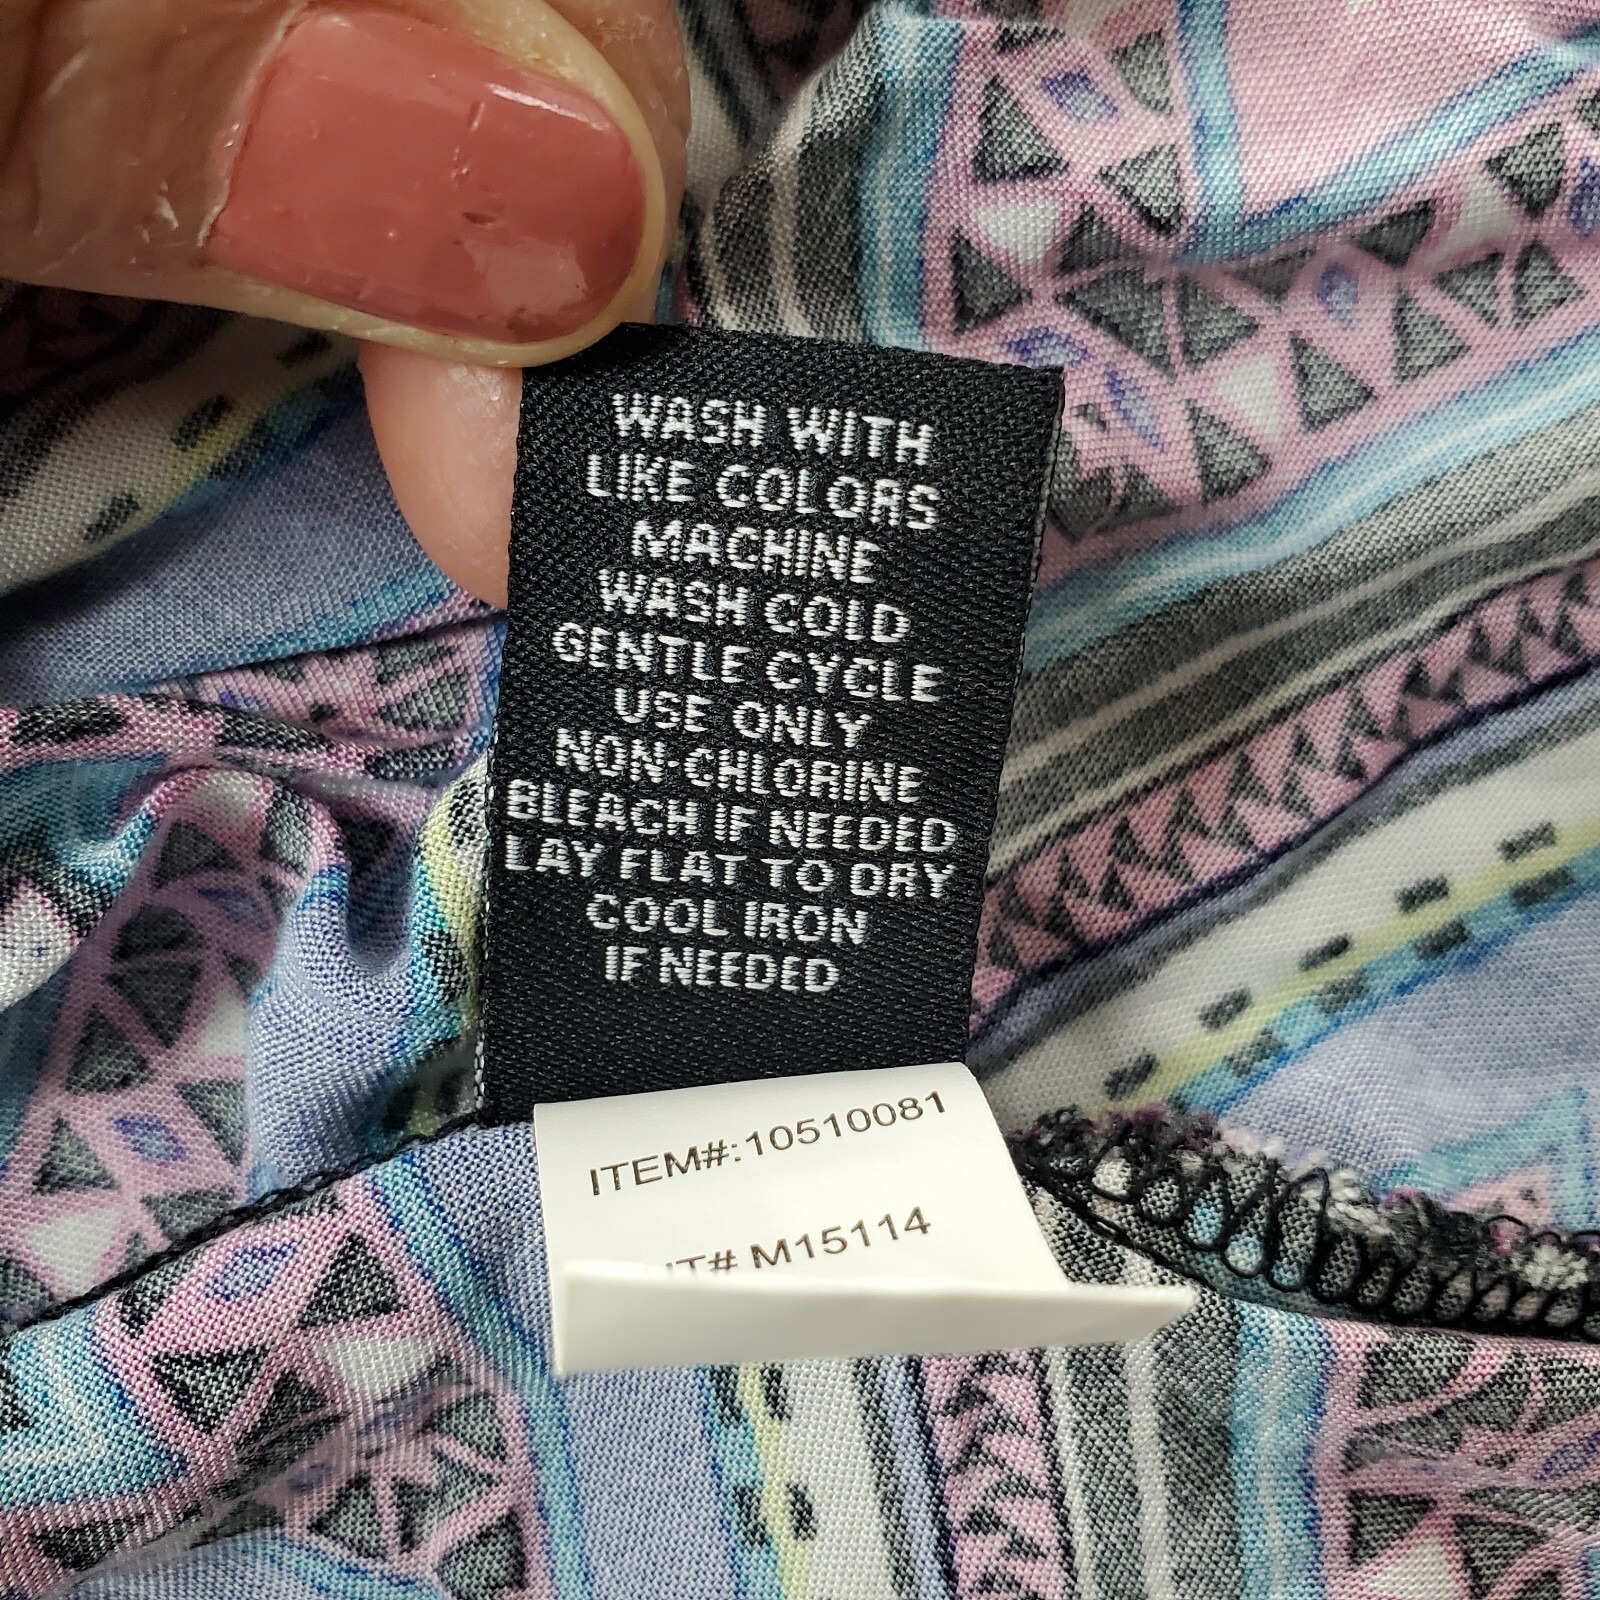 WASH WITH
LIKE COLORS
MACHINE
WASH COLD
GENTLE CYCLE
USE ONLY
NON-CHLORINE
BLEACH IF NEEDED
LAY FLAT TO DRY
COOL IRON
IF NEEDED
ITEM#:10510081
M15114